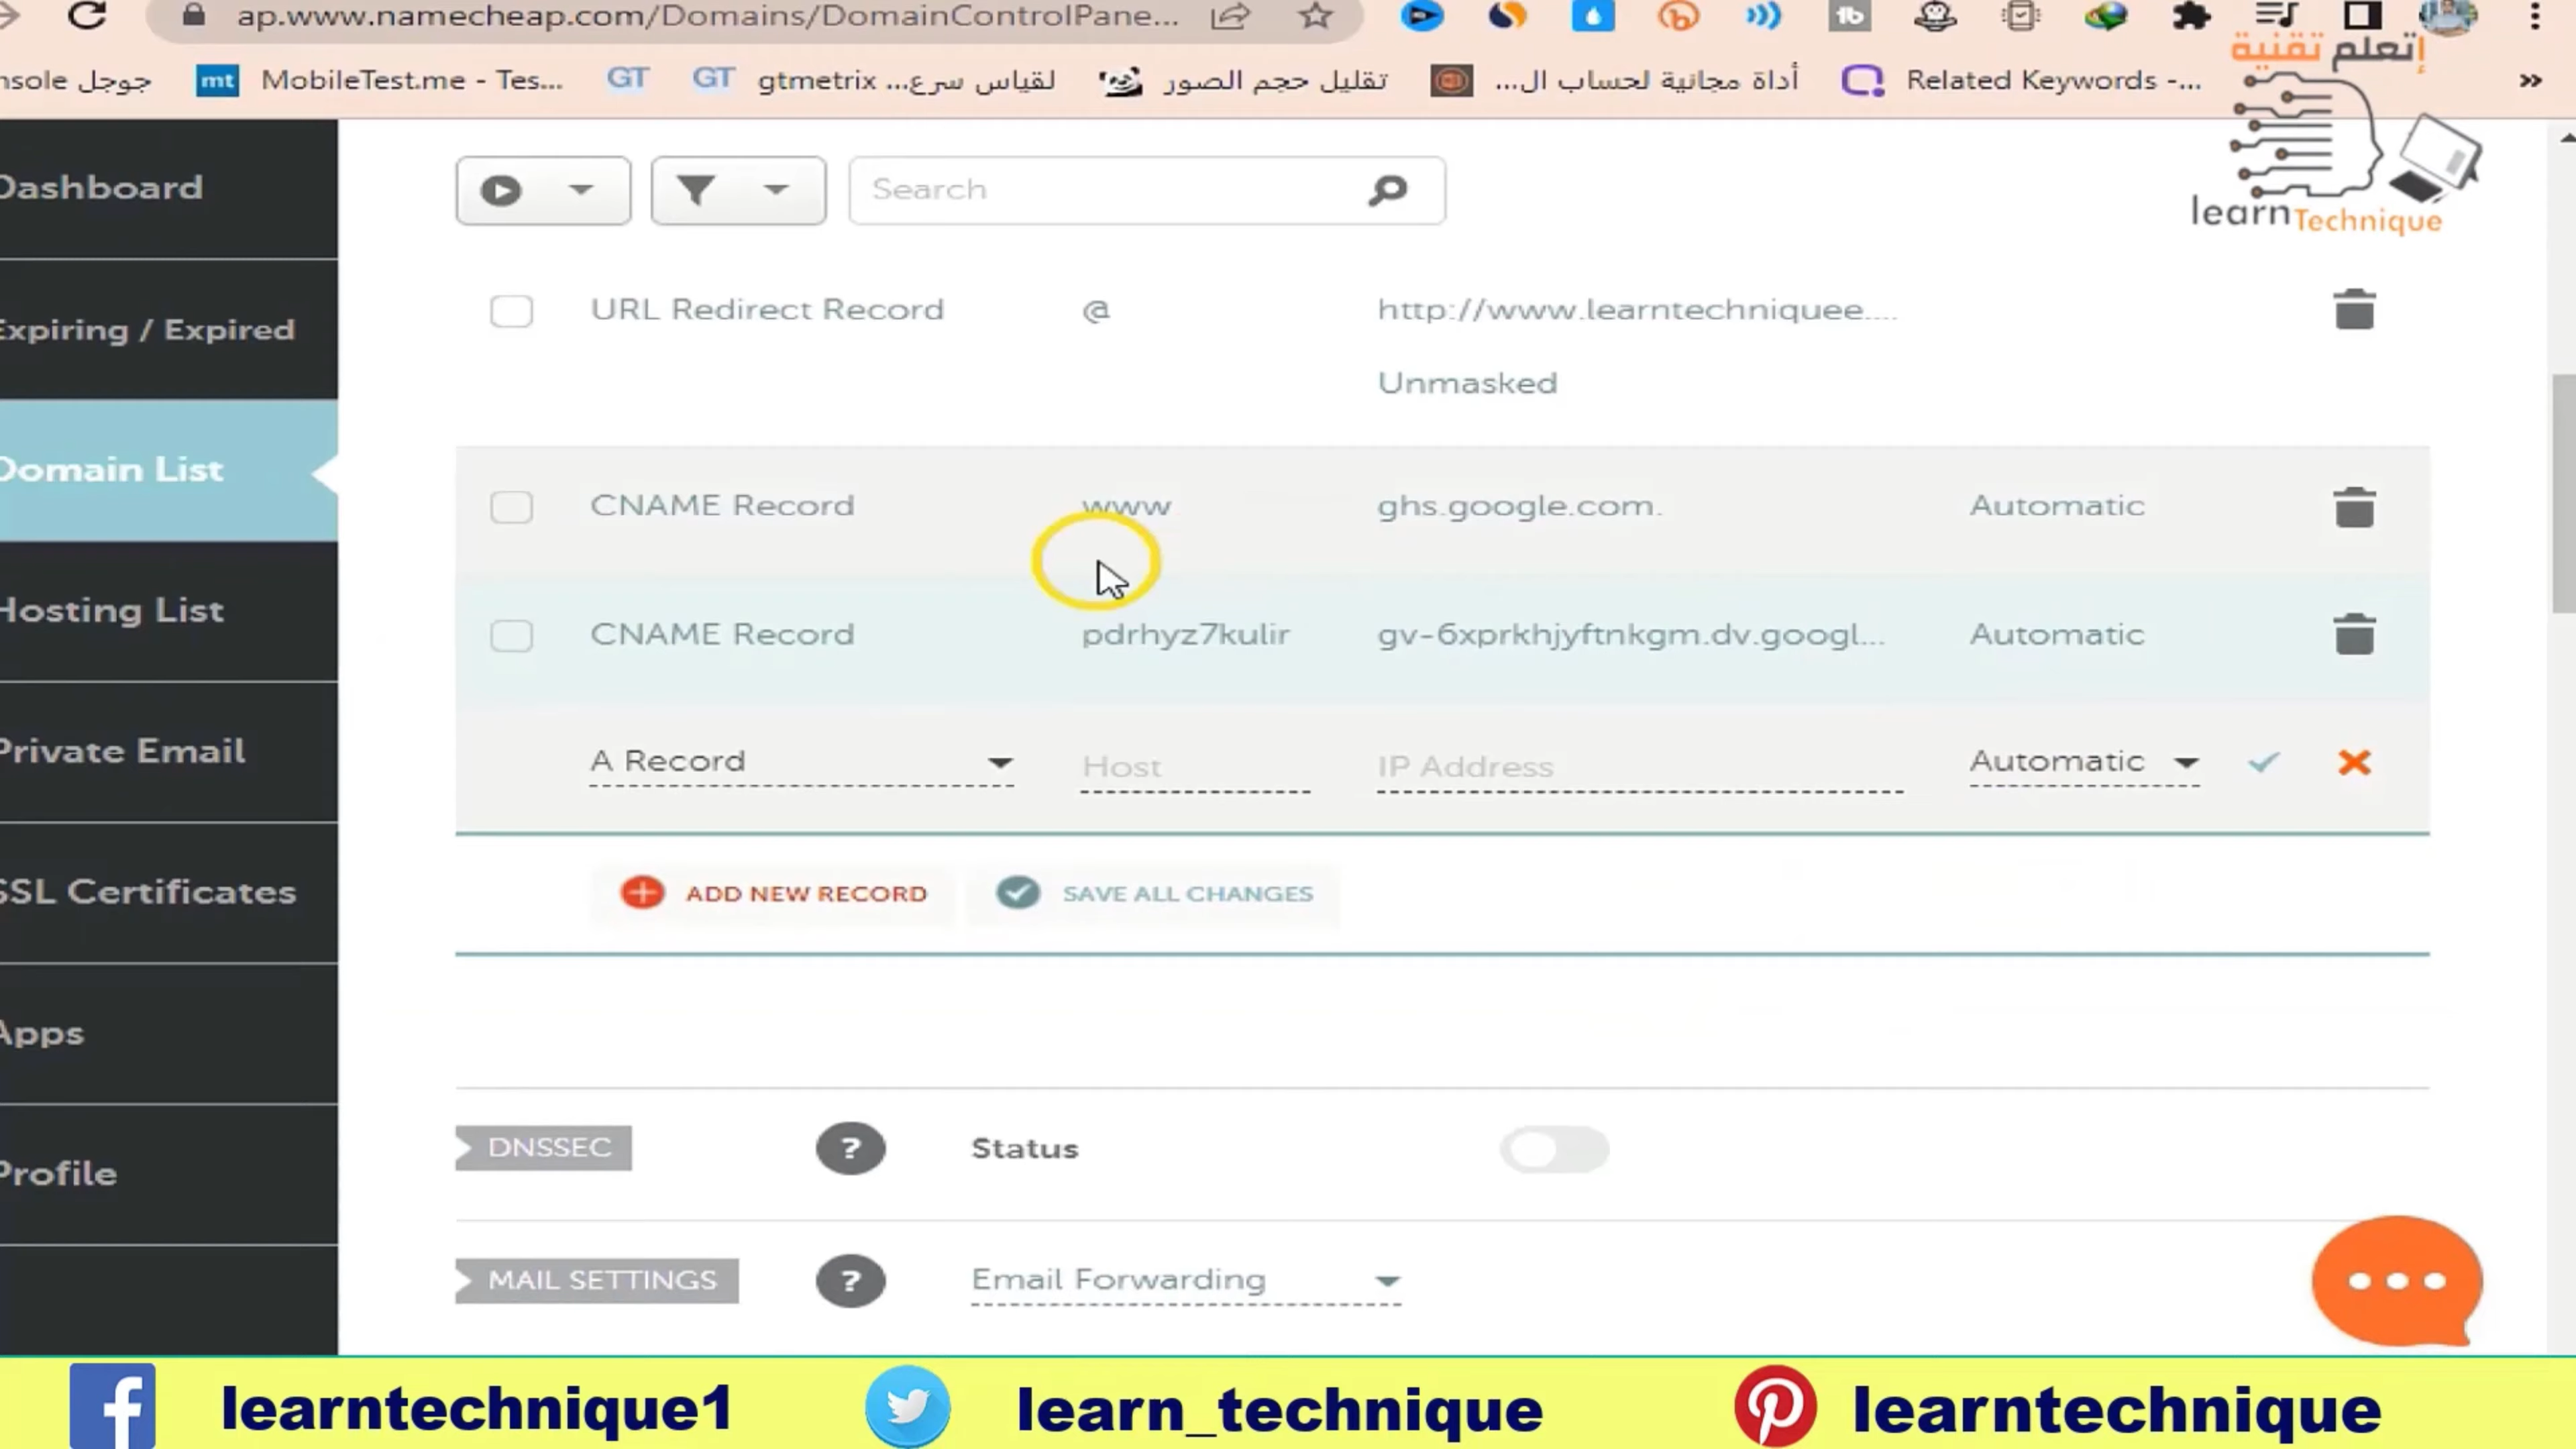 ap.www.namecheap.com/Domains/DomainControlPane...
إتعلم تقنية
nsole جوجل
mt MobileTest.me - Tes...
GT
GT gtmetrix لقياس سرع...
تقليل حجم الصور
أداة مجانية لحساب ال...
Related Keywords -...
»
learn Technique
Dashboard
Expiring / Expired
Domain List
Hosting List
Private Email
SSL Certificates
Apps
Profile
Search
URL Redirect Record @ http://www.learntechniquee....
Unmasked
CNAME Record www ghs.google.com. Automatic
CNAME Record pdrhyz7kulir gv-6xprkhjyftnkgm.dv.googl... Automatic
A Record Host IP Address Automatic
ADD NEW RECORD SAVE ALL CHANGES
DNSSEC ? Status
MAIL SETTINGS ? Email Forwarding
learntechnique1 learn_technique learntechnique